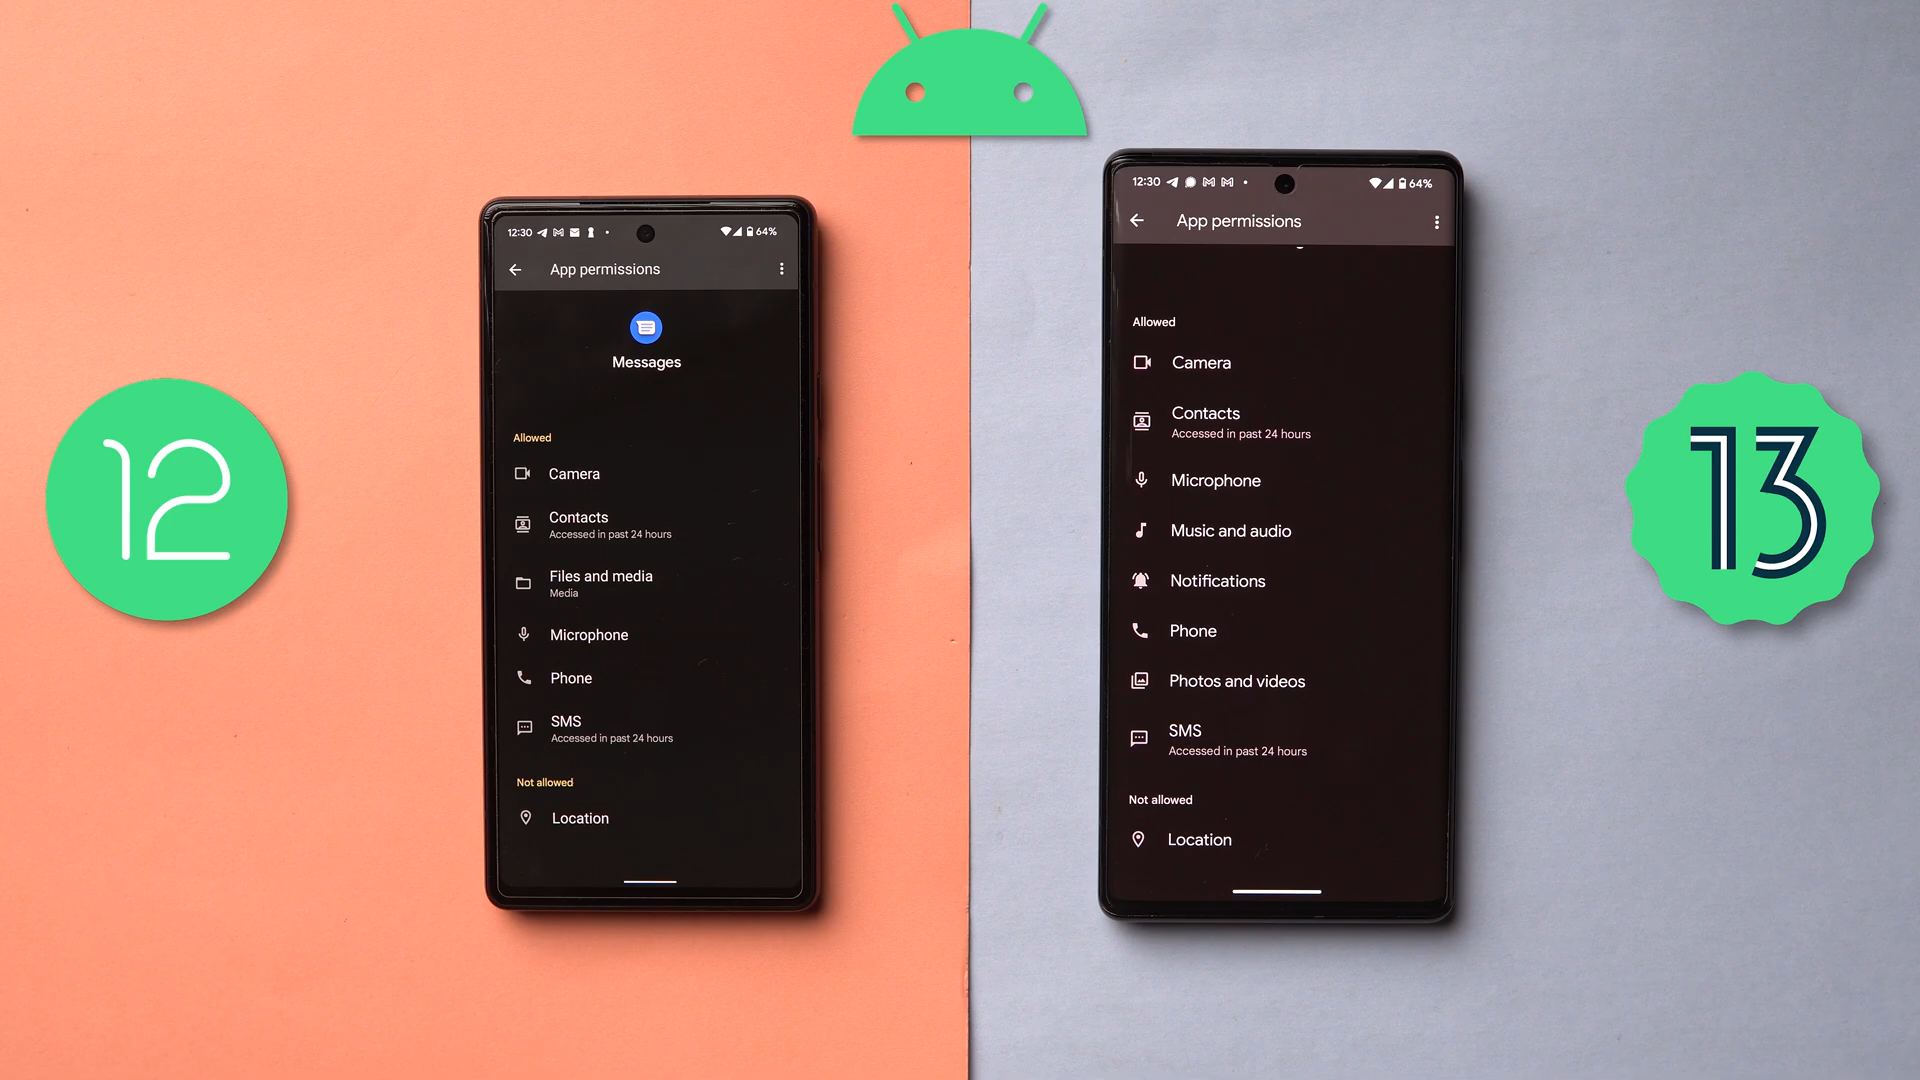 12
12:30
64%
App permissions
Messages
Allowed
Camera
Contacts
Accessed in past 24 hours
Files and media
Media
Microphone
Phone
SMS
Accessed in past 24 hours
Not allowed
Location
12:30
64%
App permissions
Allowed
Camera
Contacts
Accessed in past 24 hours
Microphone
Music and audio
Notifications
Phone
Photos and videos
SMS
Accessed in past 24 hours
Not allowed
Location
13